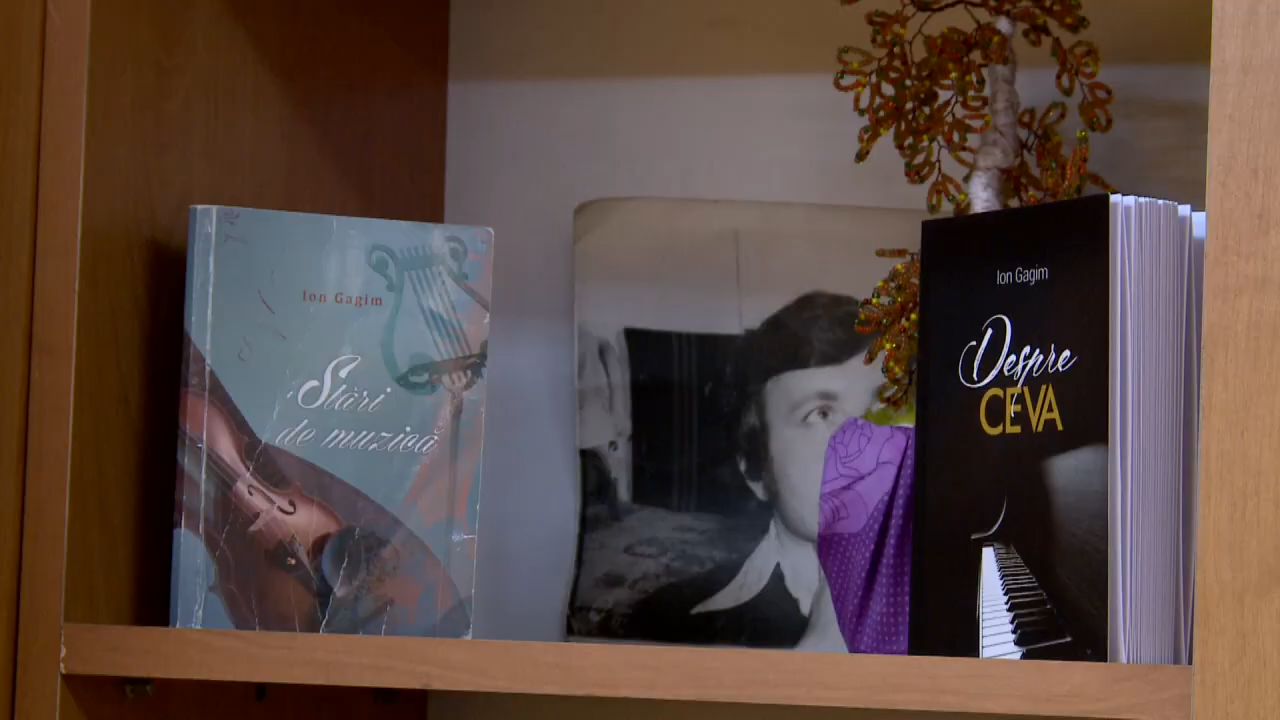 Ion Gagim
Stări
de muzică
Ion Gagim
Despre
CEVA